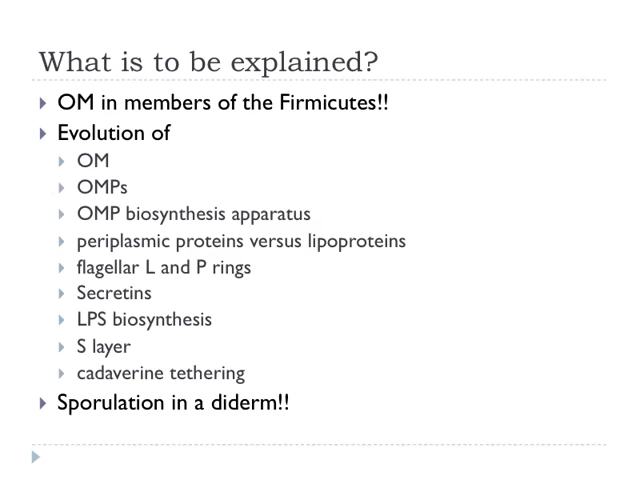 What is to be explained?
OM in members of the Firmicutes!!
Evolution of
OM
OMPs
OMP biosynthesis apparatus
periplasmic proteins versus lipoproteins
flagellar L and P rings
Secretins
LPS biosynthesis
S layer
cadaverine tethering
Sporulation in a diderm!!